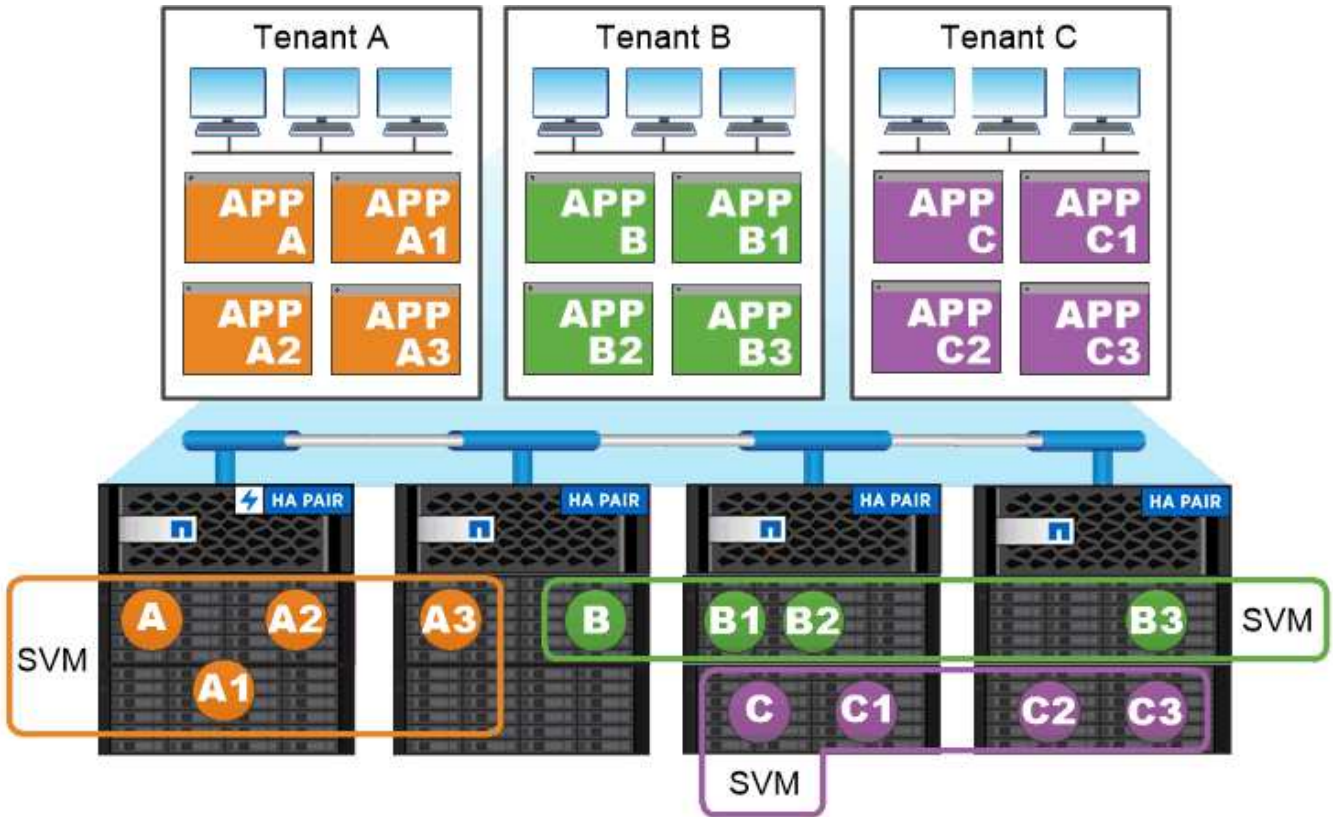 Tenant A
Tenant B
Tenant C
APP A
APP A1
APP B
APP B1
APP C
APP C1
APP A2
APP A3
APP B2
APP B3
APP C2
APP C3
HA PAIR
HA PAIR
HA PAIR
HA PAIR
SVM
A
A2
A1
A3
B
B1
B2
B3
SVM
C
C1
C2
C3
SVM